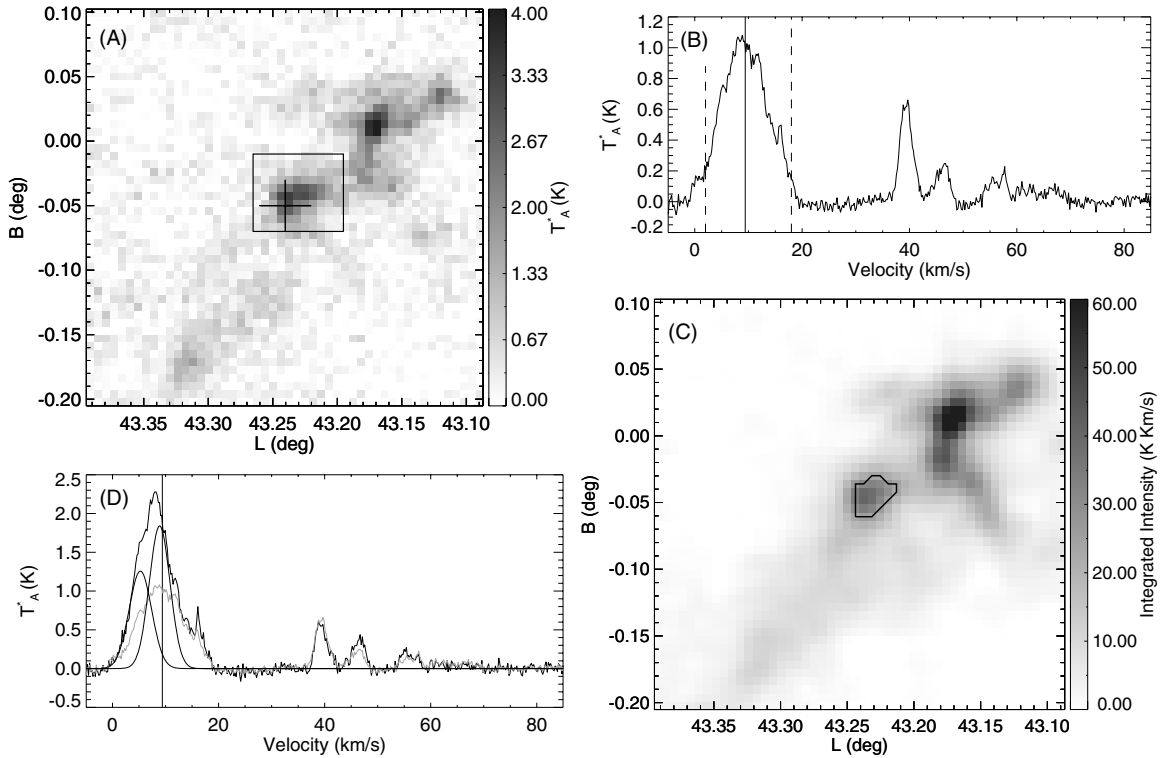 (A)
0.10
0.05
0.00
-0.05
-0.10
-0.15
-0.20
B (deg)
43.35 43.30 43.25 43.20 43.15 43.10
L (deg)
4.00
3.33
2.67
2.00
1.33
0.67
0.00
T*A (K)
(B)
1.2
1.0
0.8
0.6
0.4
0.2
0.0
-0.2
T*A (K)
0 20 40 60 80
Velocity (km/s)
(C)
0.10
0.05
0.00
-0.05
-0.10
-0.15
-0.20
B (deg)
43.35 43.30 43.25 43.20 43.15 43.10
L (deg)
60.00
50.00
40.00
30.00
20.00
10.00
0.00
Integrated Intensity (K Km/s)
(D)
2.5
2.0
1.5
1.0
0.5
0.0
-0.5
T*A (K)
0 20 40 60 80
Velocity (km/s)